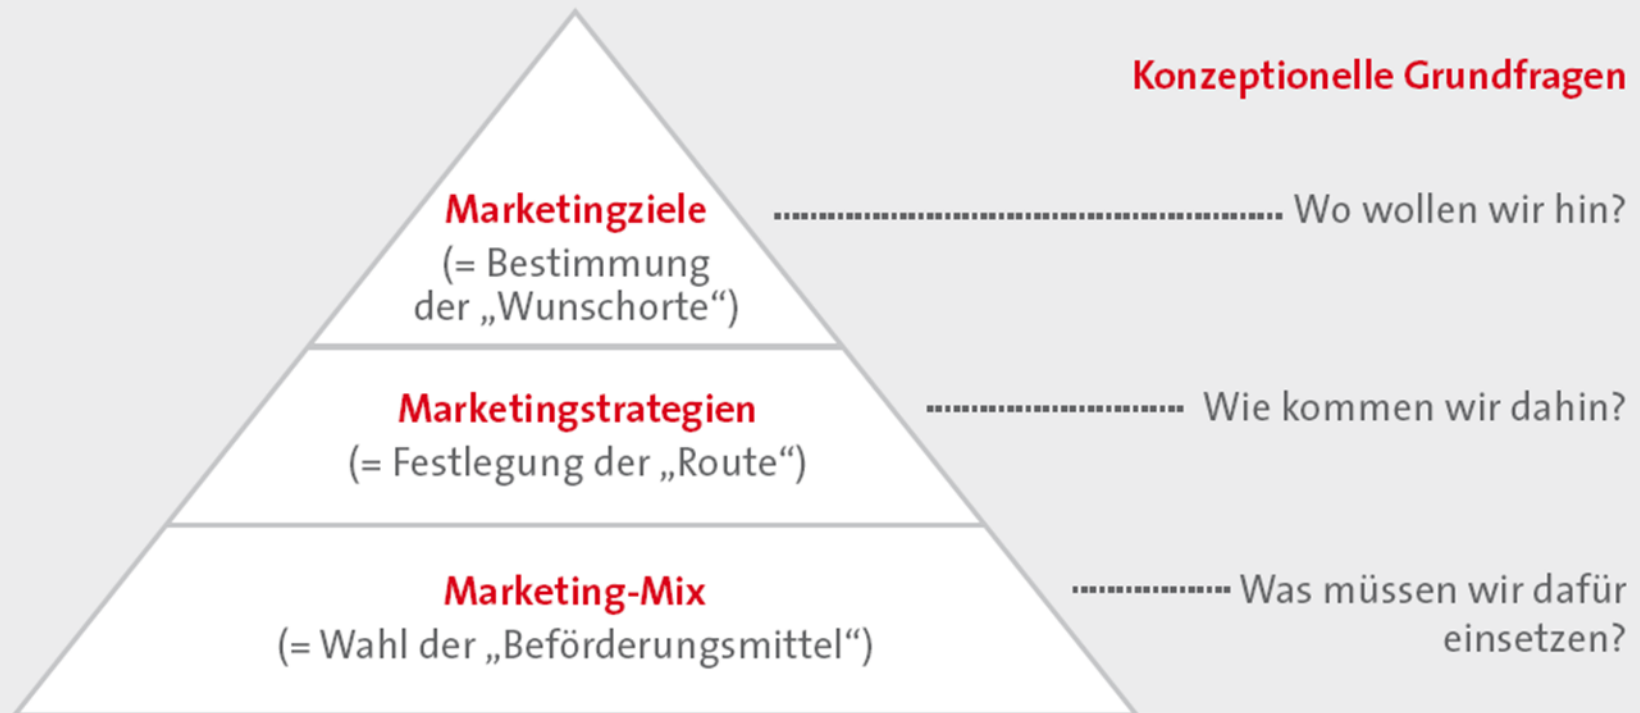 Konzeptionelle Grundfragen
Marketingziele
(= Bestimmung
der „Wunschorte“)
Wo wollen wir hin?
Marketingstrategien
(= Festlegung der „Route“)
Wie kommen wir dahin?
Marketing-Mix
(= Wahl der „Beförderungsmittel“)
Was müssen wir dafür
einsetzen?